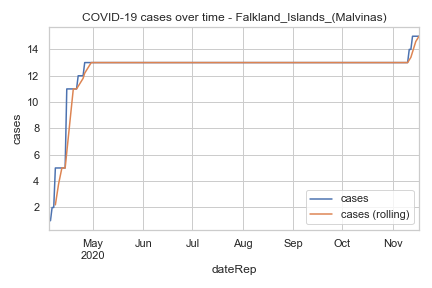 COVID-19 cases over time - Falkland_Islands_(Malvinas)
14
12
10
8
6
4
2
cases
May
2020
Jun
Jul
Aug
Sep
Oct
Nov
dateRep
cases
cases (rolling)